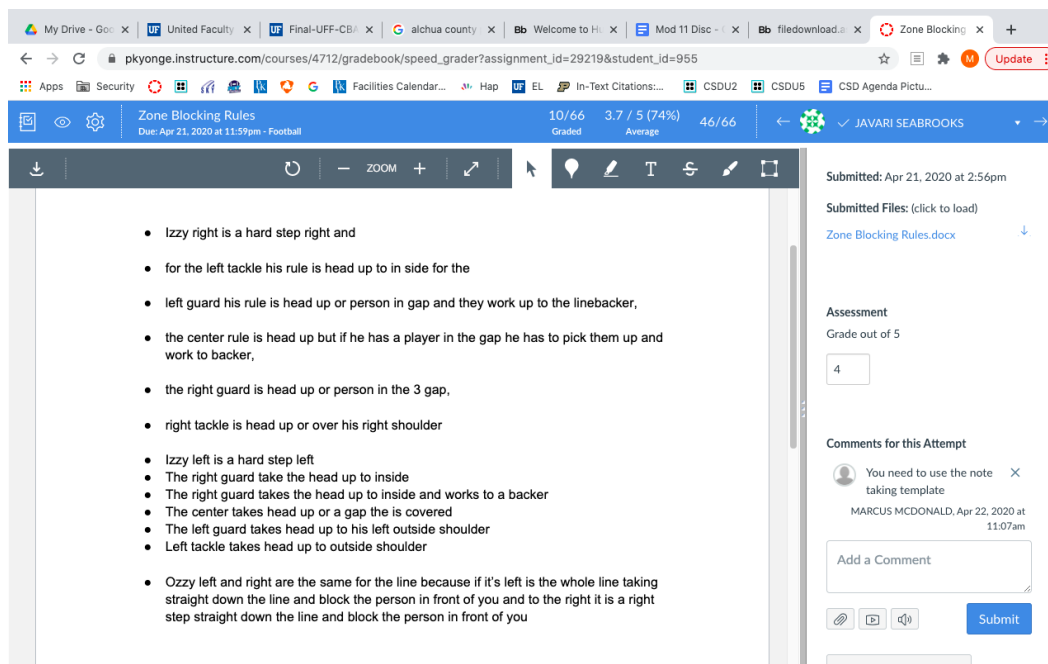 My Drive - Goo
United Faculty
Final-UFF-CBA
alchua county
Bb Welcome to Hu
Mod 11 Disc - G
Bb filedownload.a
Zone Blocking
pkyonge.instructure.com/courses/4712/gradebook/speed_grader?assignment_id=29219&student_id=955
M
Update
Apps
Security
Facilities Calendar...
Hap
UF EL
In-Text Citations:...
CSDU2
CSDU5
CSD Agenda Pictu...
Zone Blocking Rules
Due: Apr 21, 2020 at 11:59pm - Football
10/66
Graded
3.7 / 5 (74%)
Average
46/66
JAVARI SEABROOKS
ZOOM
T
S
• Izzy right is a hard step right and
• for the left tackle his rule is head up to in side for the
• left guard his rule is head up or person in gap and they work up to the linebacker,
• the center rule is head up but if he has a player in the gap he has to pick them up and
work to backer,
• the right guard is head up or person in the 3 gap,
• right tackle is head up or over his right shoulder
• Izzy left is a hard step left
• The right guard take the head up to inside
• The right guard takes the head up to inside and works to a backer
• The center takes head up or a gap the is covered
• The left guard takes head up to his left outside shoulder
• Left tackle takes head up to outside shoulder
• Ozzy left and right are the same for the line because if it's left is the whole line taking
straight down the line and block the person in front of you and to the right it is a right
step straight down the line and block the person in front of you
Submitted: Apr 21, 2020 at 2:56pm
Submitted Files: (click to load)
Zone Blocking Rules.docx
Assessment
Grade out of 5
4
Comments for this Attempt
You need to use the note
taking template
MARCUS MCDONALD, Apr 22, 2020 at
11:07am
Add a Comment
Submit